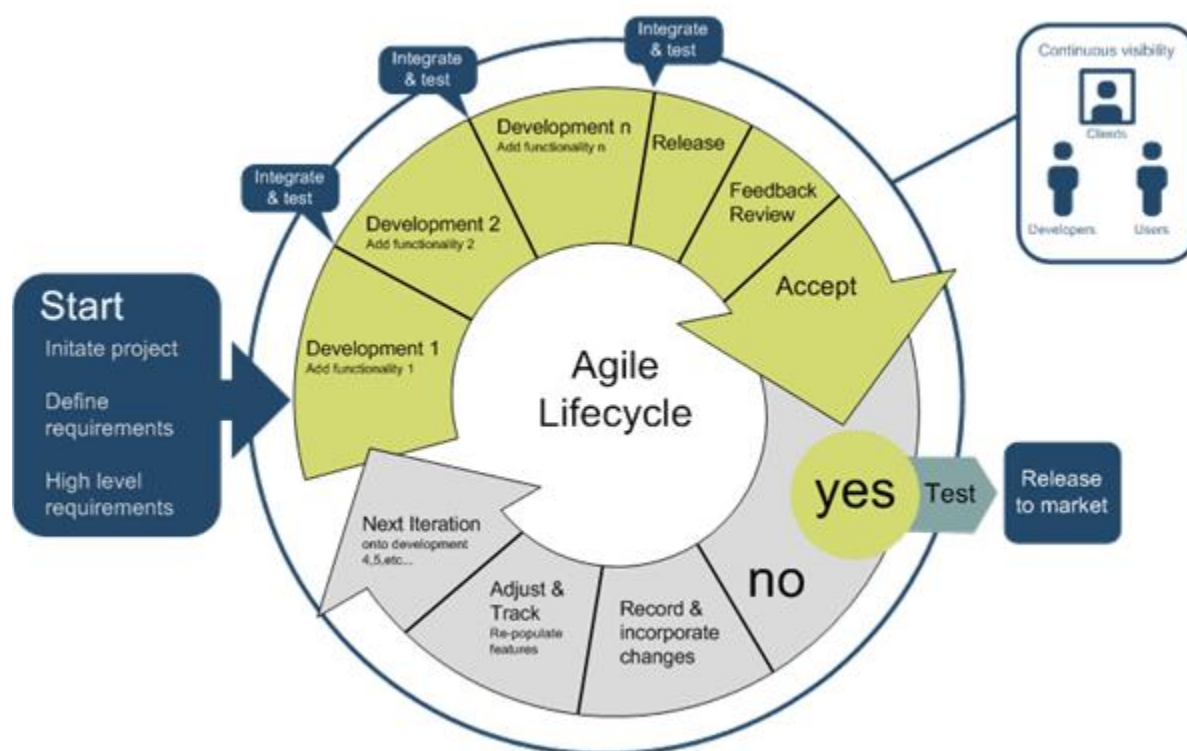 Start
Initate project
Define
requirements
High level
requirements
Integrate
& test
Integrate
& test
Integrate
& test
Development 1
Add functionality 1
Development 2
Add functionality 2
Development n
Add functionality n
Release
Feedback
Review
Accept
Agile
Lifecycle
yes
Test
Release
to market
no
Record &
incorporate
changes
Adjust &
Track
Re-populate
features
Next Iteration
onto development
4,5,etc...
Continuous visibility
Clients
Developers
Users